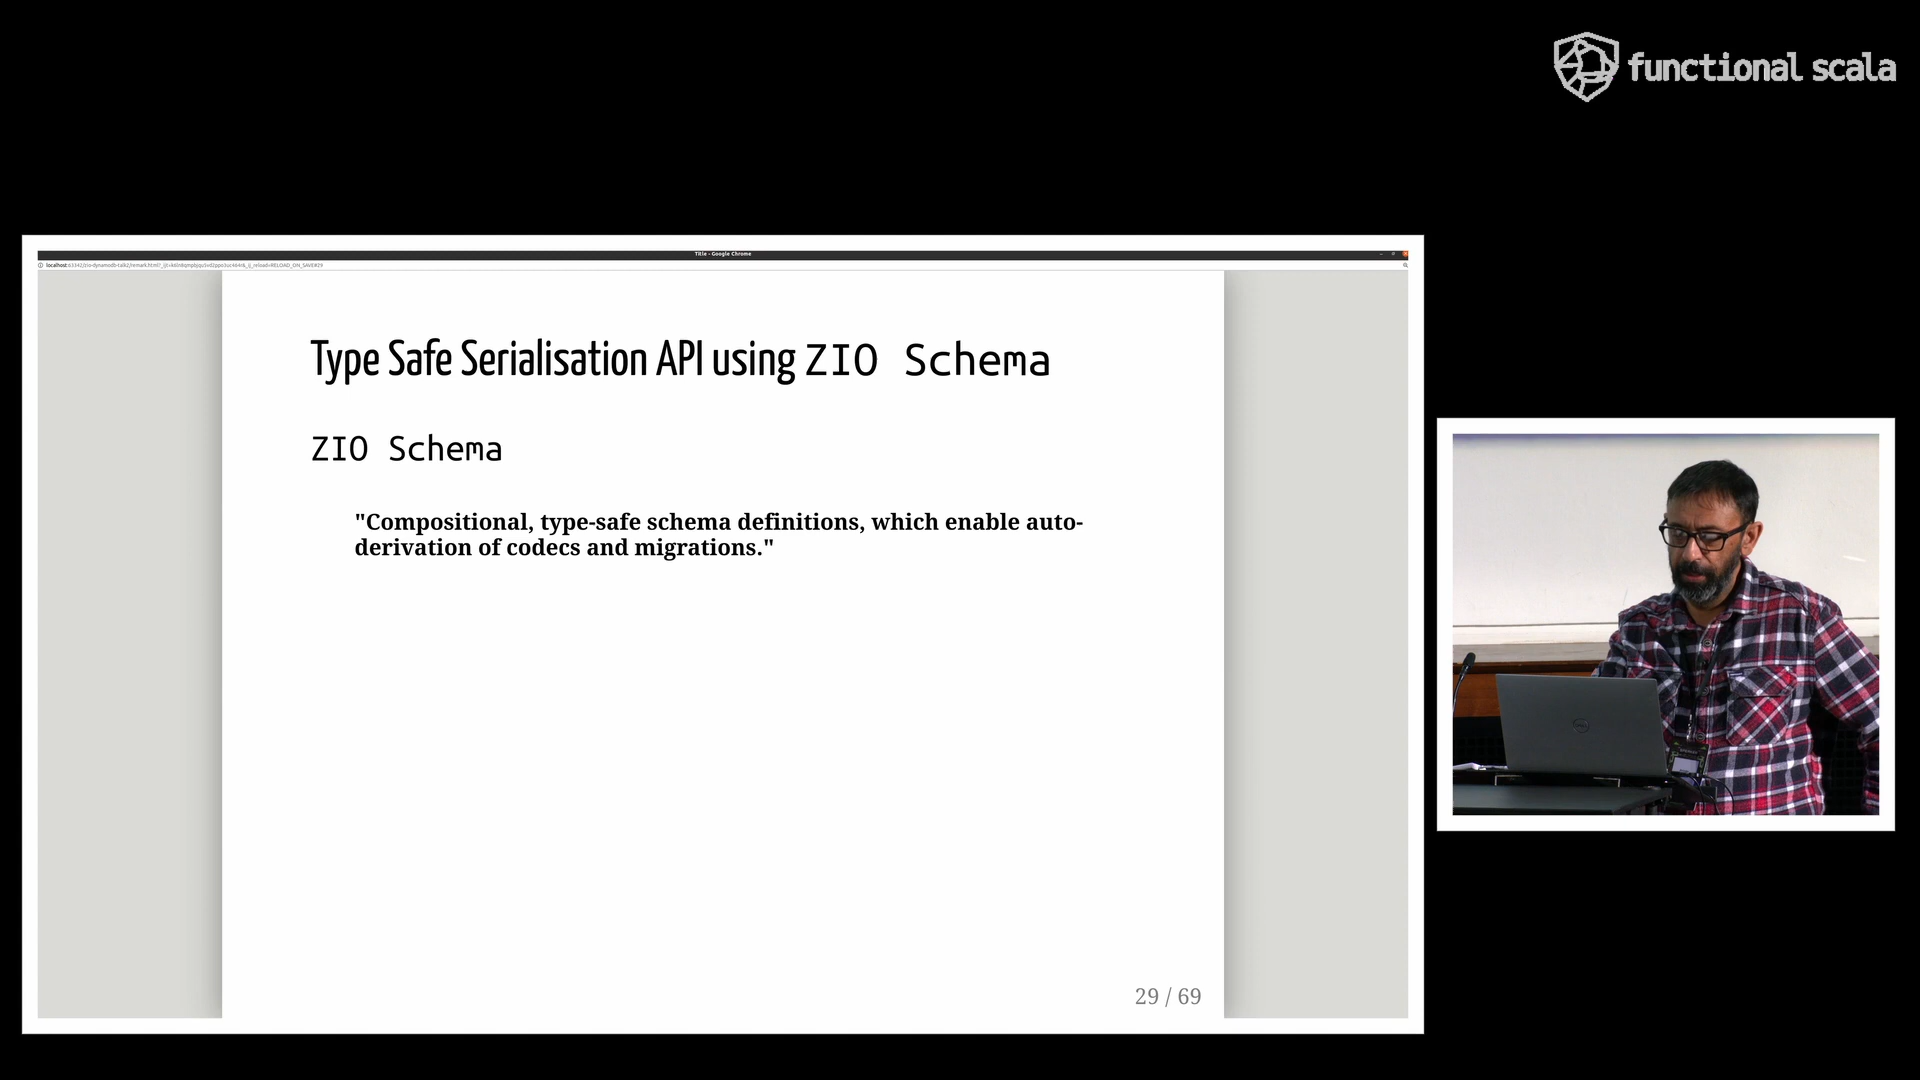 functional scala
Title - Google Chrome
Type Safe Serialisation API using ZIO Schema
ZIO Schema
"Compositional, type-safe schema definitions, which enable auto-
derivation of codecs and migrations."
29 / 69